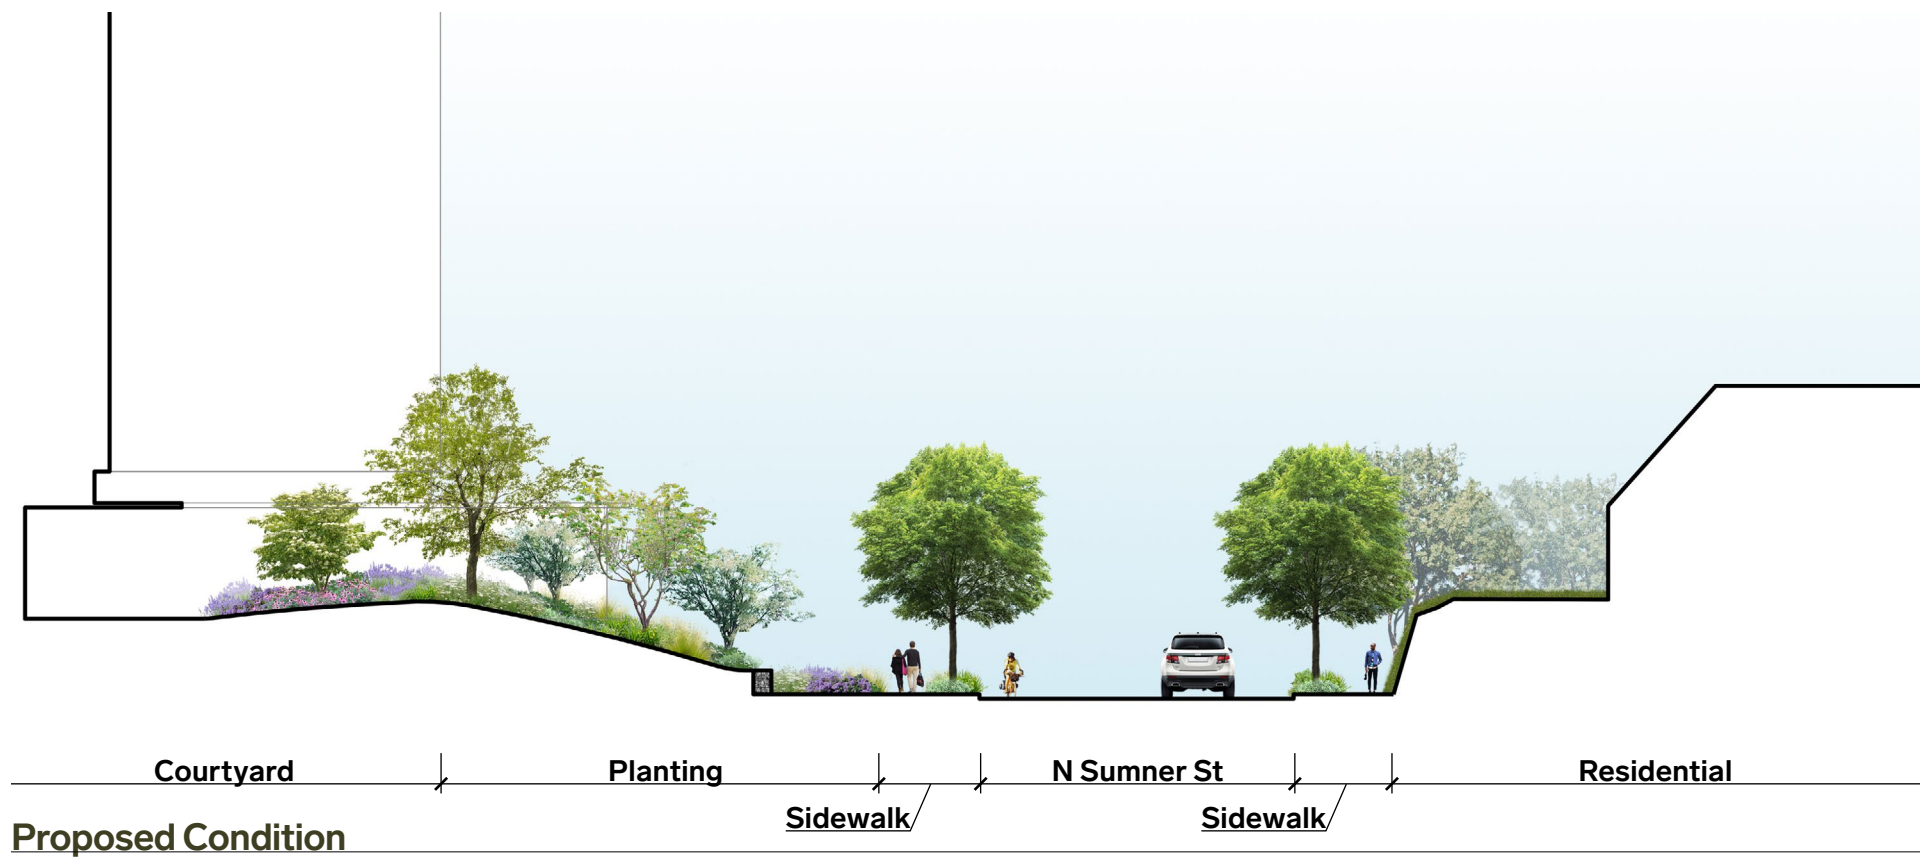 Courtyard
Planting
N Sumner St
Residential
Sidewalk
Sidewalk
Proposed Condition